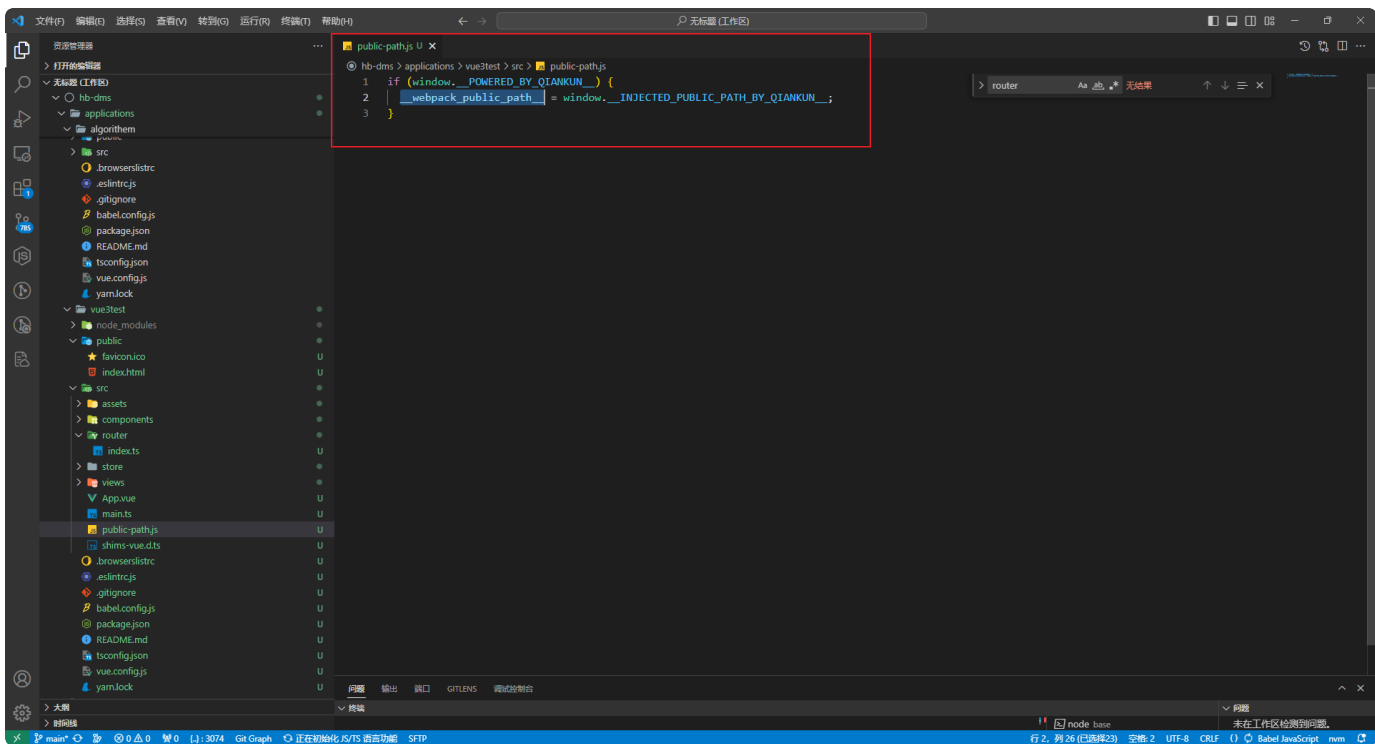 文件(F) 编辑(E) 选择(S) 查看(V) 转到(G) 运行(R) 终端(T) 帮助(H)
无标题 (工作区)
资源管理器
public-path.js U
打开的编辑器
hb-dms > applications > vue3test > src > public-path.js
1 if (window.__POWERED_BY_QIANKUN__) {
2 __webpack_public_path__ = window.__INJECTED_PUBLIC_PATH_BY_QIANKUN__;
3 }
router Aa ab 无结果
无标题 (工作区)
hb-dms
applications
algorithem
public
src
.browserslistrc
.eslintrc.js
.gitignore
babel.config.js
package.json
README.md
tsconfig.json
vue.config.js
yarn.lock
vue3test
node_modules
public
favicon.ico U
index.html U
src
assets
components
router
index.ts U
store
views
App.vue U
main.ts U
public-path.js U
shims-vue.d.ts U
.browserslistrc U
.eslintrc.js U
.gitignore U
babel.config.js U
package.json U
README.md U
tsconfig.json U
vue.config.js U
yarn.lock U
1
785
大纲
时间线
问题 输出 端口 GITLENS 调试控制台
终端
node base
问题
未在工作区检测到问题。
main* 0 0 0 {..} : 3074 Git Graph 正在初始化 JS/TS 语言功能 SFTP
行 2，列 26 (已选择23) 空格: 2 UTF-8 CRLF {} Babel JavaScript nvm